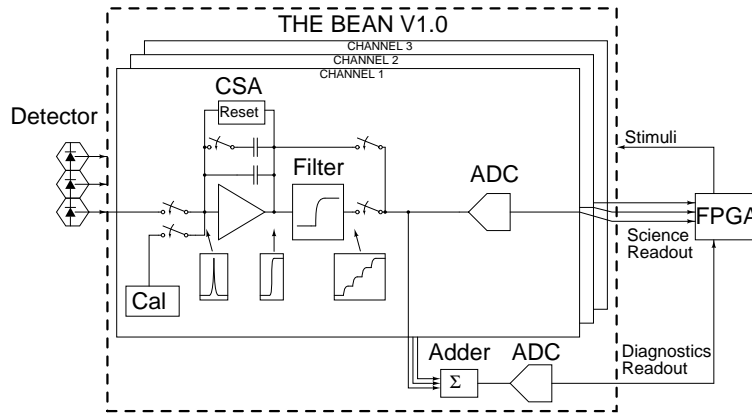 THE BEAN V1.0
CHANNEL 3
CHANNEL 2
CHANNEL 1
CSA
Reset
Detector
Filter
ADC
Stimuli
FPGA
Science
Readout
Cal
Adder
ADC
Diagnostics
Readout
Σ